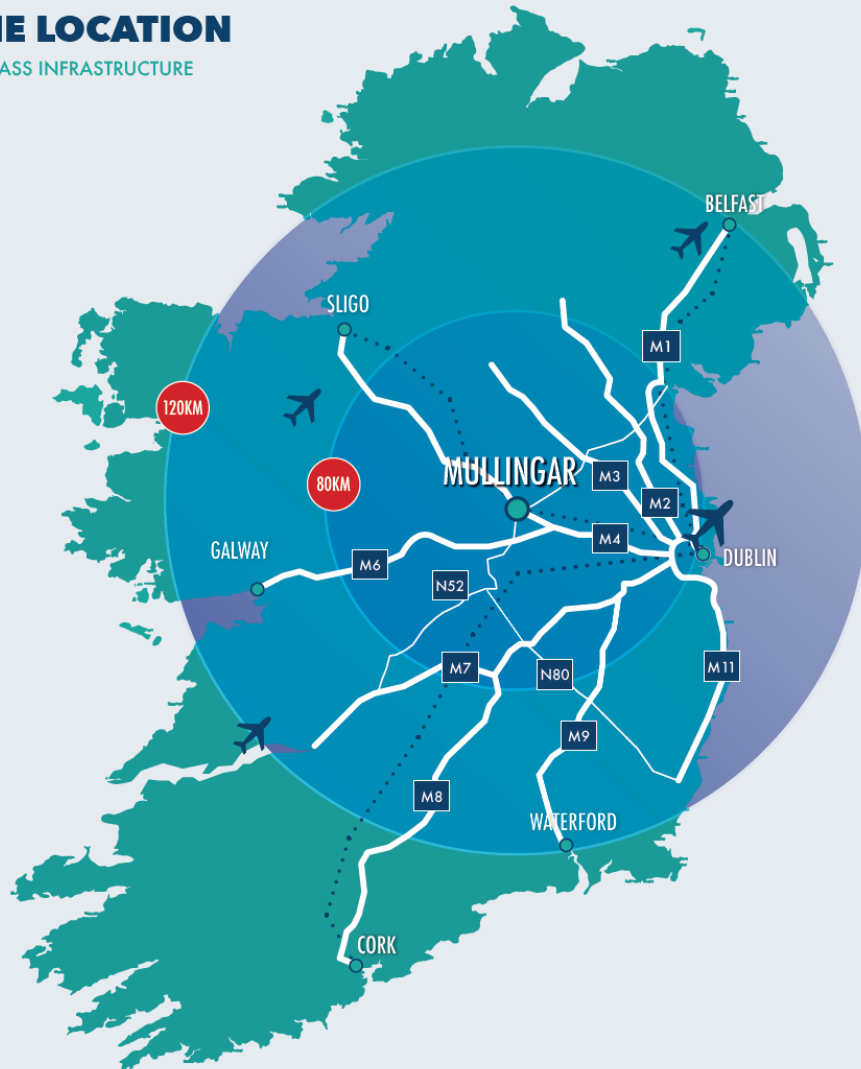 LOCATION
ASS INFRASTRUCTURE
BELFAST
SLIGO
M1
120KM
MULLINGAR
80KM
M3
M2
M4
GALWAY
DUBLIN
M6
N52
M7
N80
M11
M9
M8
WATERFORD
CORK